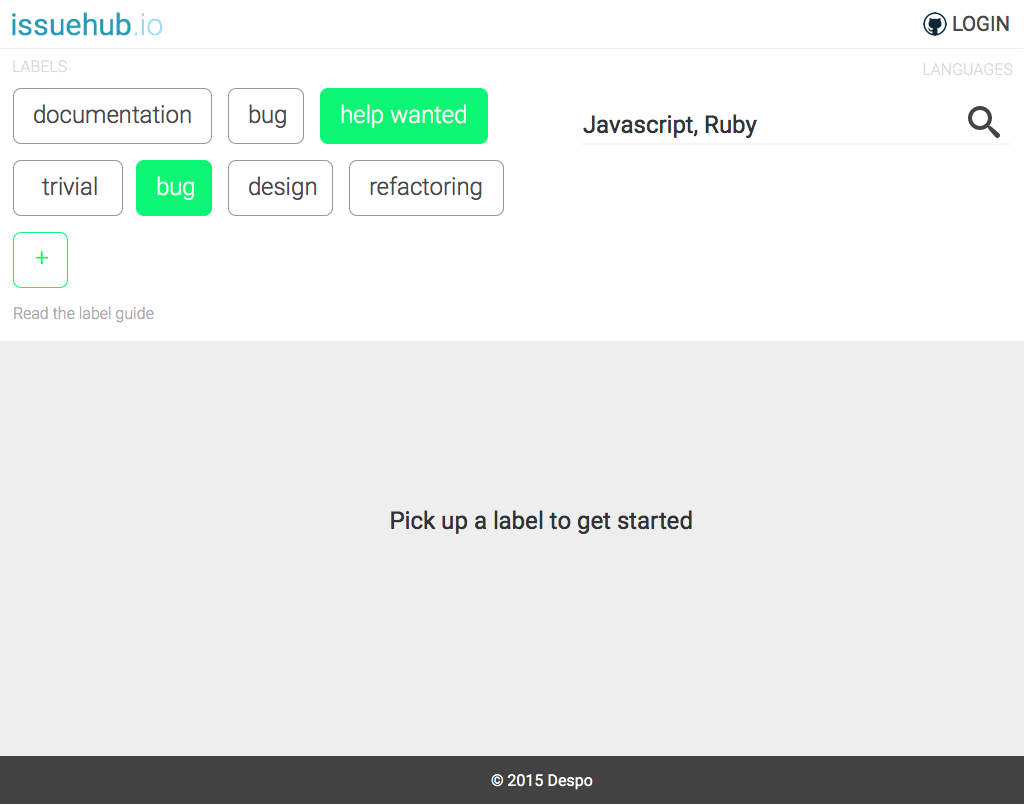 issuehub.io
LOGIN
LABELS
LANGUAGES
documentation bug help wanted
Javascript, Ruby
trivial bug design refactoring
+
Read the label guide
Pick up a label to get started
© 2015 Despo